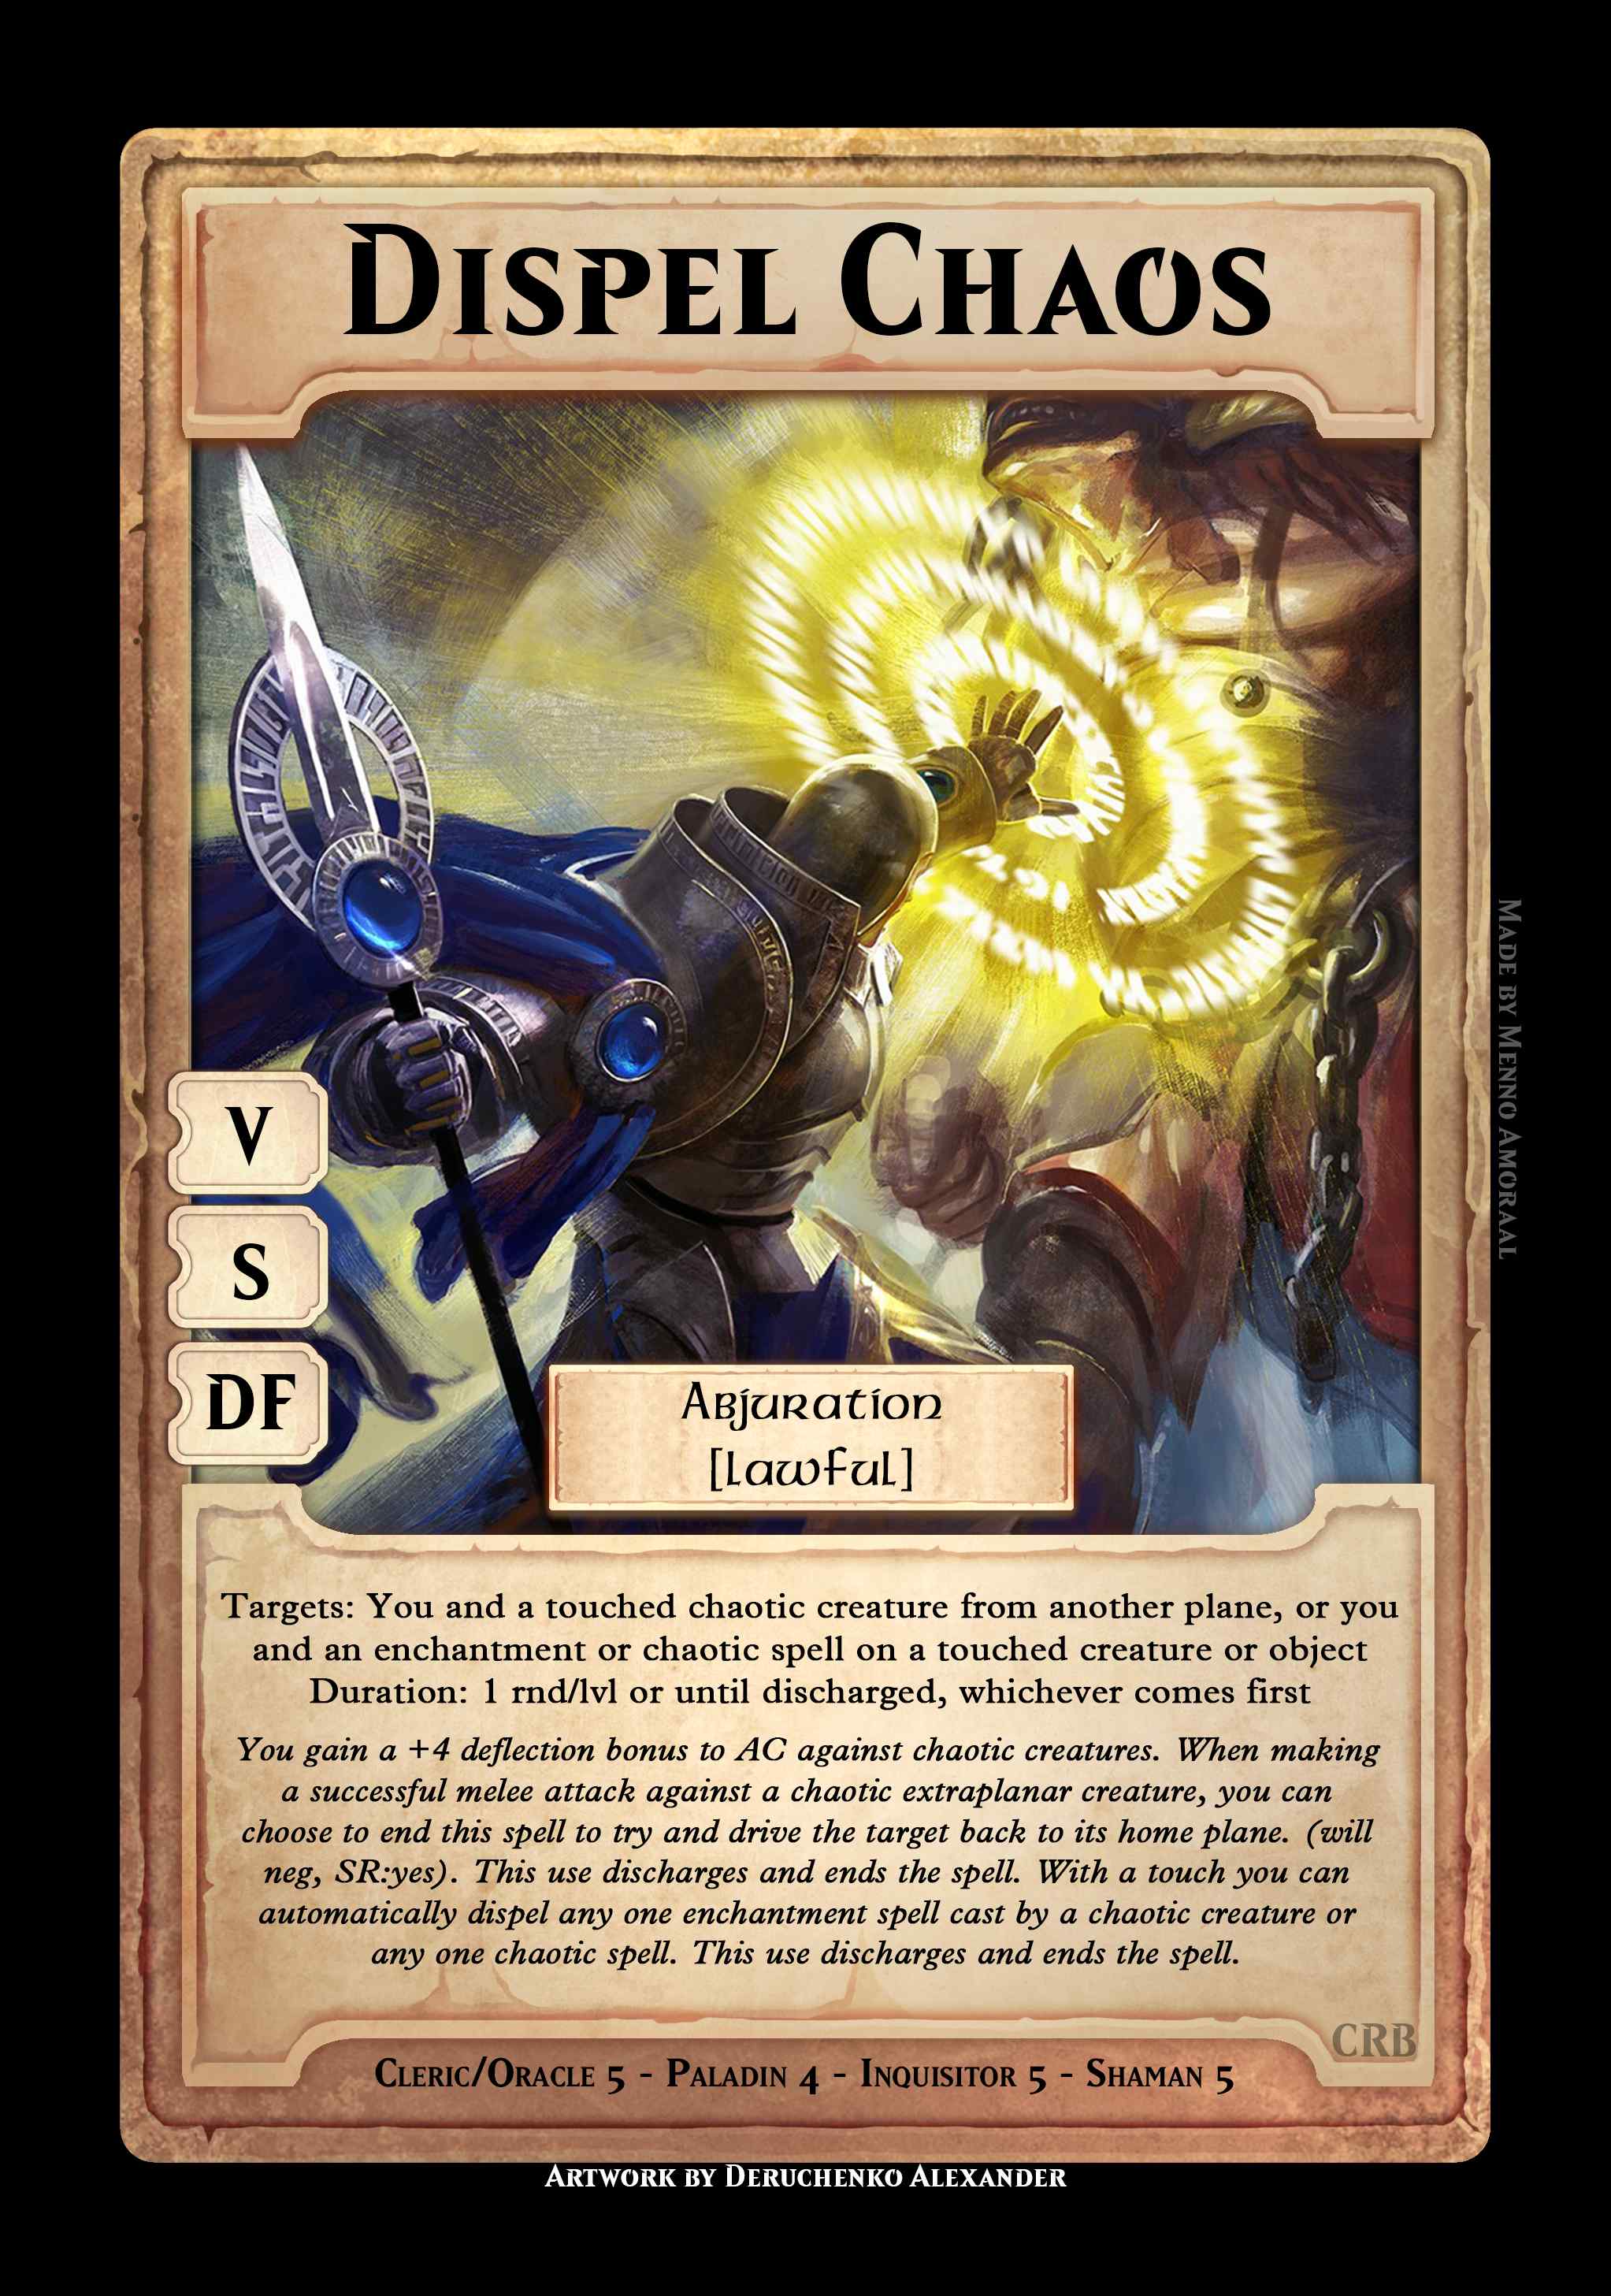 Dispel Chaos
V
S
DF
Abjuration
[Lawful]
Targets: You and a touched chaotic creature from another plane, or you
and an enchantment or chaotic spell on a touched creature or object
Duration: 1 rnd/lvl or until discharged, whichever comes first
You gain a +4 deflection bonus to AC against chaotic creatures. When making
a successful melee attack against a chaotic extraplanar creature, you can
choose to end this spell to try and drive the target back to its home plane. (will
neg, SR:yes). This use discharges and ends the spell. With a touch you can
automatically dispel any one enchantment spell cast by a chaotic creature or
any one chaotic spell. This use discharges and ends the spell.
CRB
Cleric/Oracle 5 - Paladin 4 - Inquisitor 5 - Shaman 5
Artwork by Deruchenko Alexander
Made by Menno Amoraal